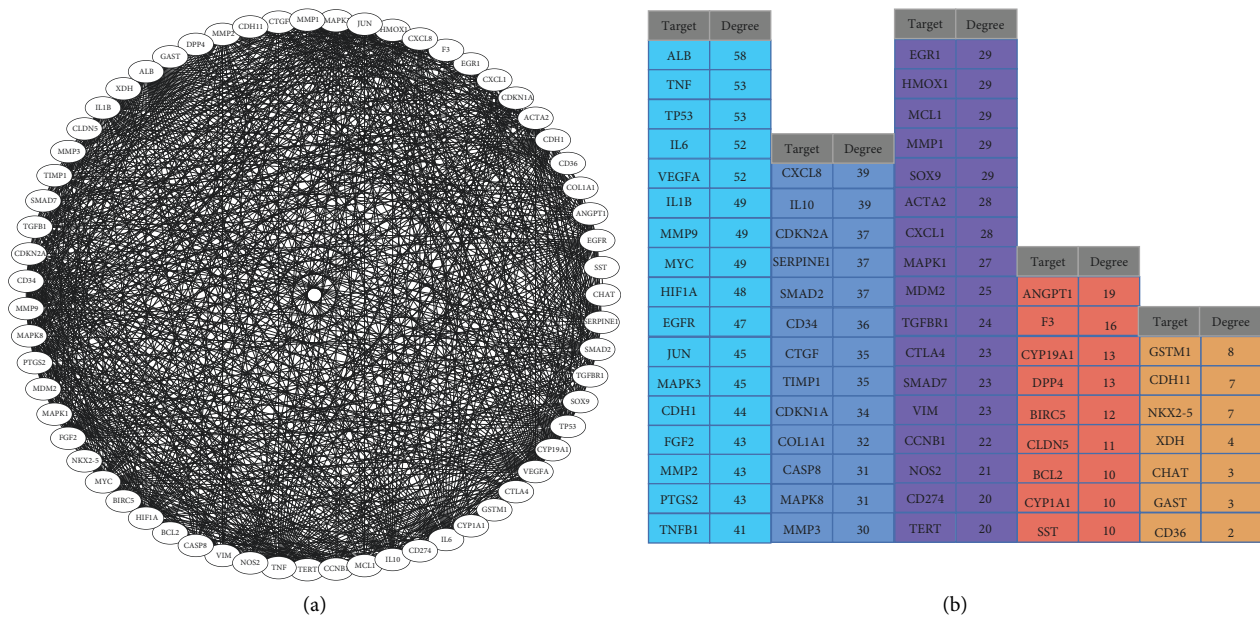 MMP1
MAPK3
JUN
HMOX1
CXCL8
F3
EGR1
CXCL1
CDKN1A
ACTA2
CDH1
CD36
COL1A1
ANGPT1
EGFR
SST
CHAT
SERPINE1
SMAD2
TGFBR1
SOX9
TP53
CYP19A1
VEGFA
CTLA4
GSTM1
CYP1A1
IL6
CD274
IL10
MCL1
CCNB1
TERT
TNF
NOS2
VIM
CASP8
BCL2
HIF1A
BIRC5
MYC
NKX2-5
FGF2
MAPK1
MDM2
PTGS2
MAPK8
MMP9
CD34
CDKN2A
TGFB1
SMAD7
TIMP1
MMP3
CLDN5
IL1B
XDH
ALB
GAST
DPP4
MMP2
CDH11
CTGF
(a)
Target Degree
ALB 58
TNF 53
TP53 53
IL6 52
VEGFA 52
IL1B 49
MMP9 49
MYC 49
HIF1A 48
EGFR 47
JUN 45
MAPK3 45
CDH1 44
FGF2 43
MMP2 43
PTGS2 43
TNFB1 41
Target Degree
CXCL8 39
IL10 39
CDKN2A 37
SERPINE1 37
SMAD2 37
CD34 36
CTGF 35
TIMP1 35
CDKN1A 34
COL1A1 32
CASP8 31
MAPK8 31
MMP3 30
Target Degree
EGR1 29
HMOX1 29
MCL1 29
MMP1 29
SOX9 29
ACTA2 28
CXCL1 28
MAPK1 27
MDM2 25
TGFBR1 24
CTLA4 23
SMAD7 23
VIM 23
CCNB1 22
NOS2 21
CD274 20
TERT 20
Target Degree
ANGPT1 19
F3 16
CYP19A1 13
DPP4 13
BIRC5 12
CLDN5 11
BCL2 10
CYP1A1 10
SST 10
Target Degree
GSTM1 8
CDH11 7
NKX2-5 7
XDH 4
CHAT 3
GAST 3
CD36 2
(b)